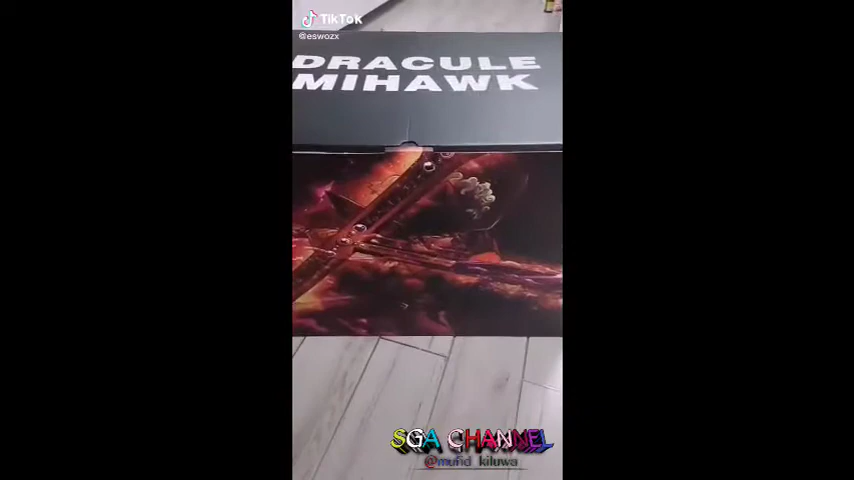 TikTok
@eswozx
DRACULE
MIHAWK
SGA CHANNEL
@mufid_kiluwa